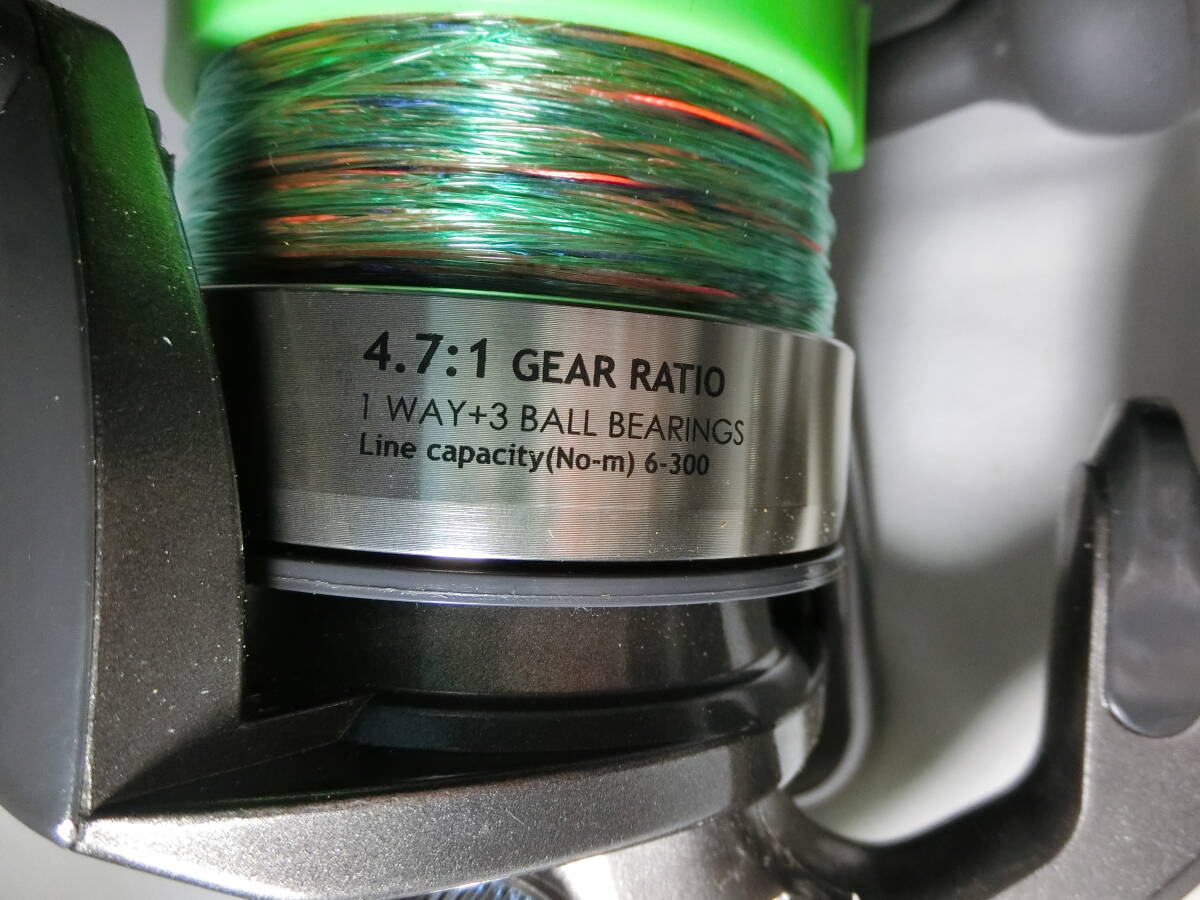 4.7:1 GEAR RATIO
1 WAY+3 BALL BEARINGS
Line capacity(No-m) 6-300